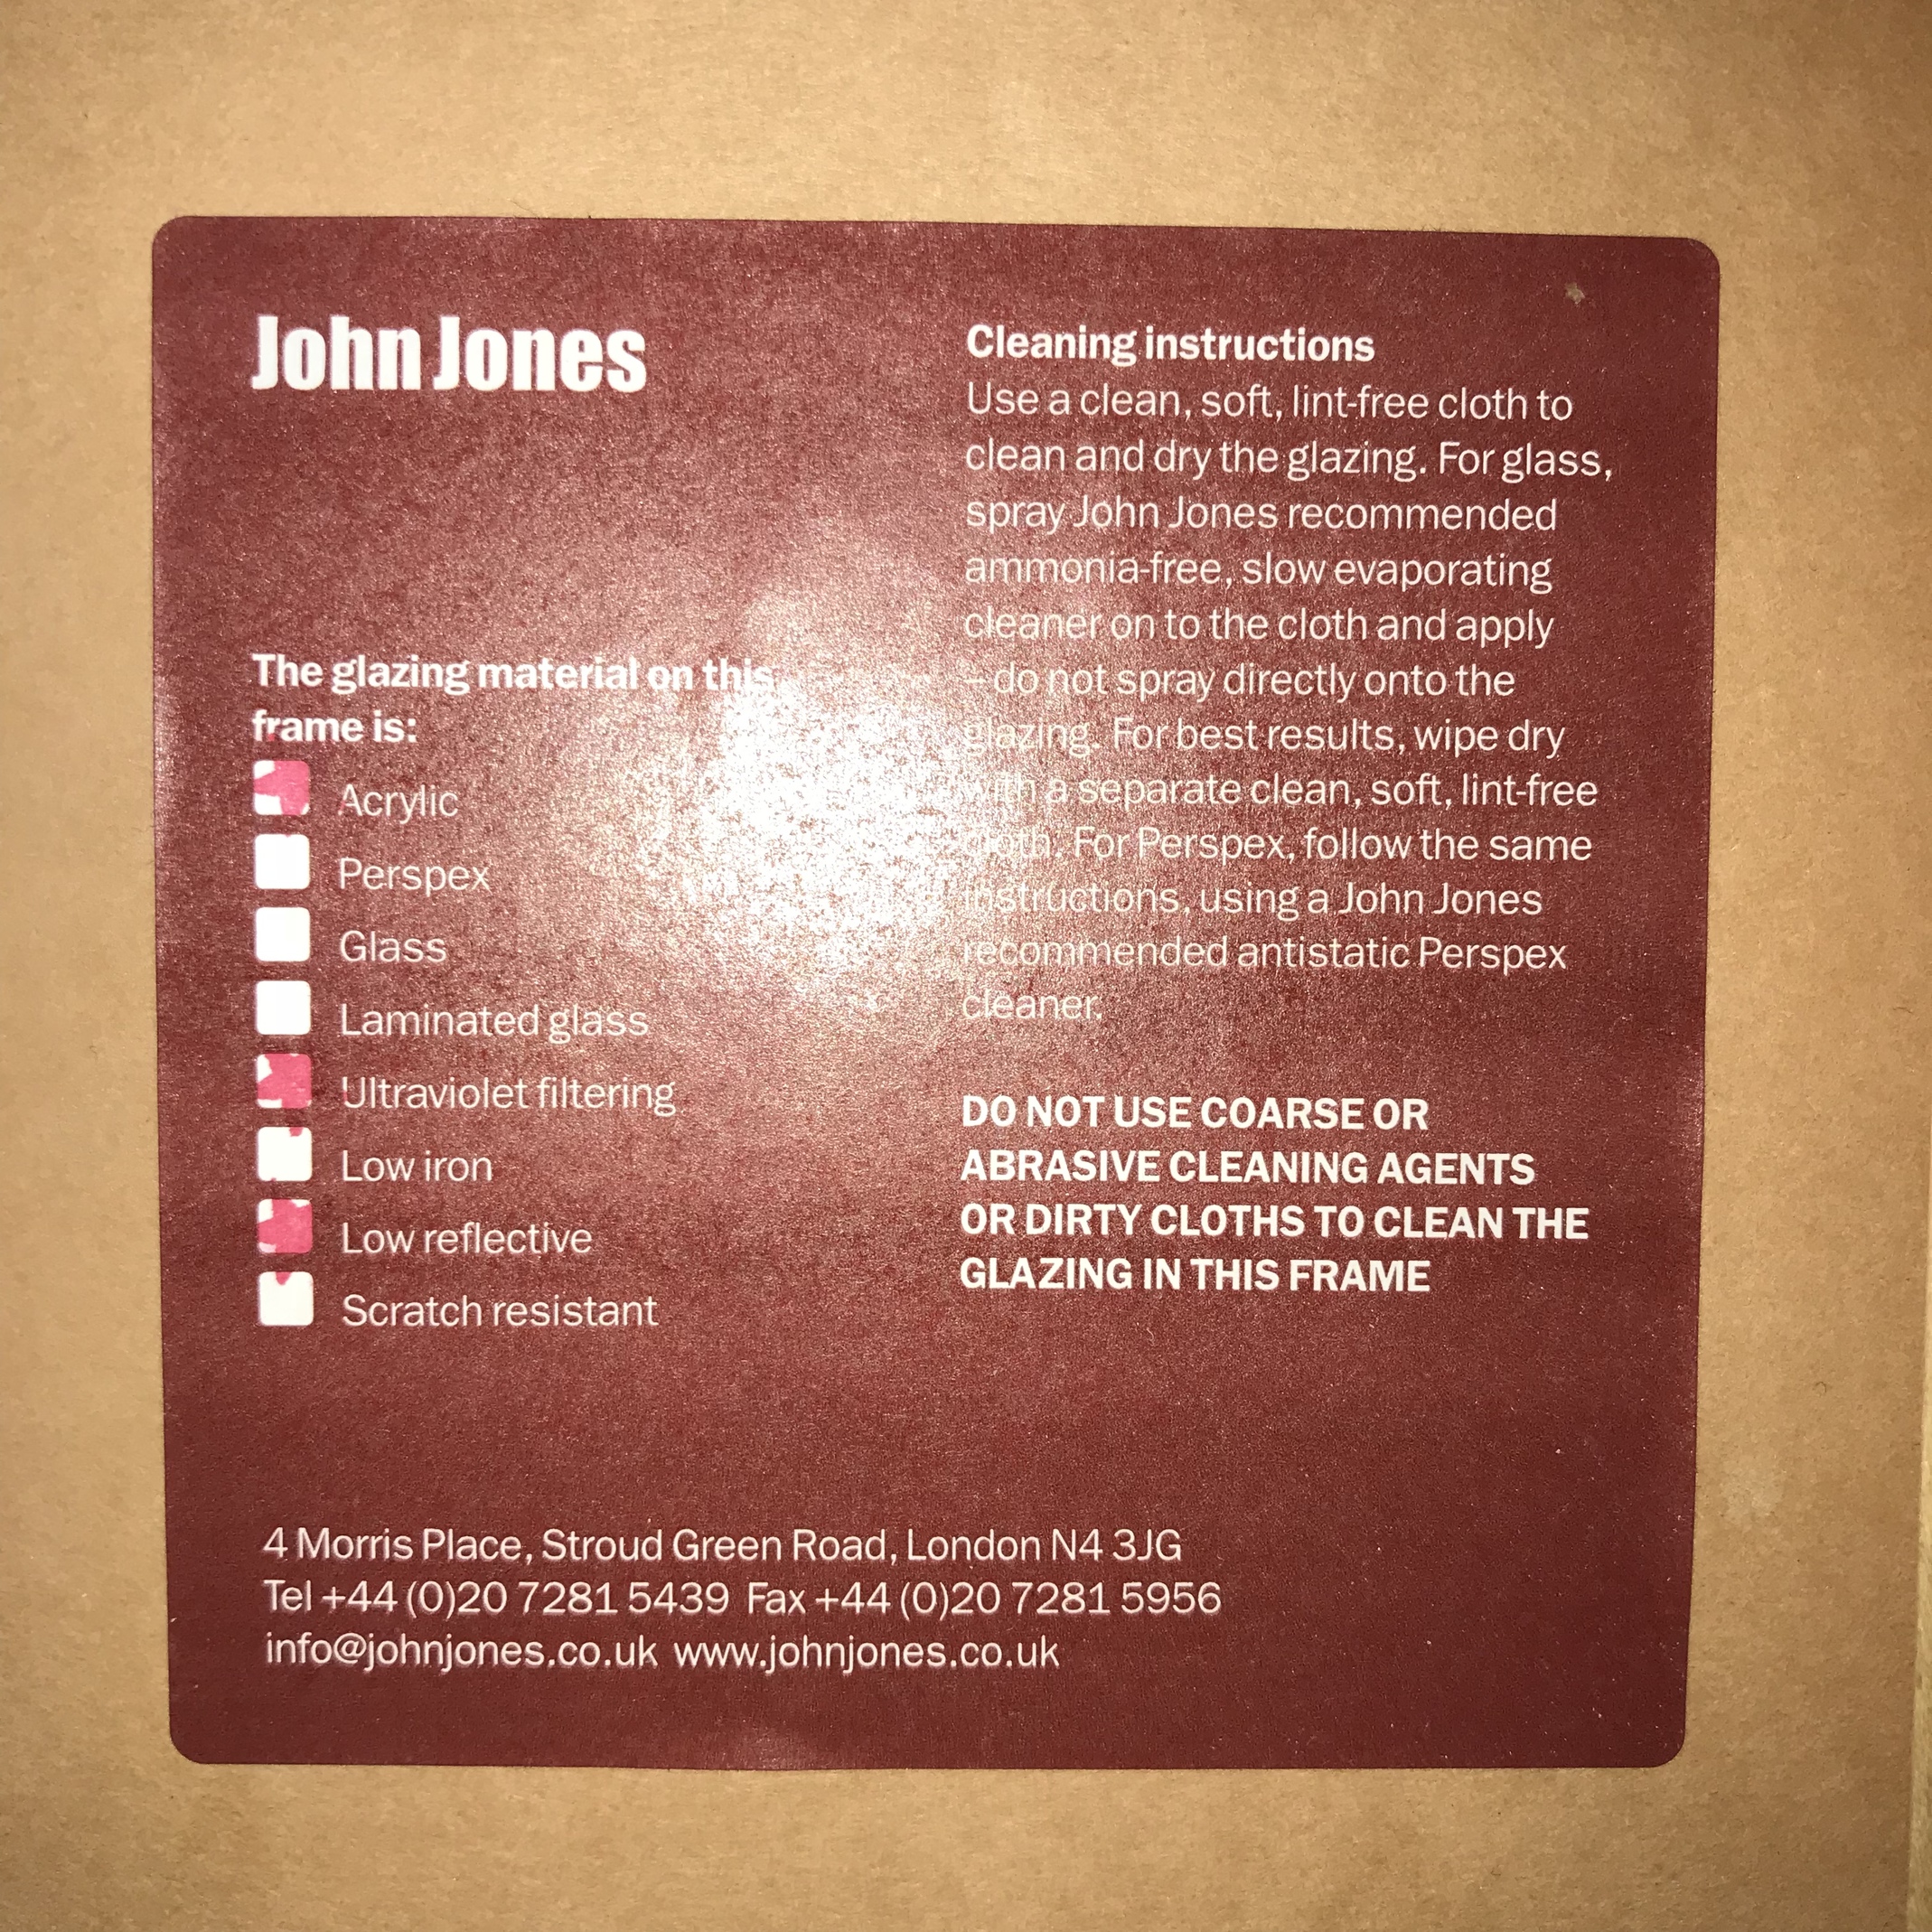 John Jones
The glazing material on this
frame is:
Acrylic
Perspex
Glass
Laminated glass
Ultraviolet filtering
Low iron
Low reflective
Scratch resistant
Cleaning instructions
Use a clean, soft, lint-free cloth to
clean and dry the glazing. For glass,
spray John Jones recommended
ammonia-free, slow evaporating
cleaner on to the cloth and apply
– do not spray directly onto the
glazing. For best results, wipe dry
with a separate clean, soft, lint-free
cloth. For Perspex, follow the same
instructions, using a John Jones
recommended antistatic Perspex
cleaner.
DO NOT USE COARSE OR
ABRASIVE CLEANING AGENTS
OR DIRTY CLOTHS TO CLEAN THE
GLAZING IN THIS FRAME
4 Morris Place, Stroud Green Road, London N4 3JG
Tel +44 (0)20 7281 5439 Fax +44 (0)20 7281 5956
info@johnjones.co.uk www.johnjones.co.uk